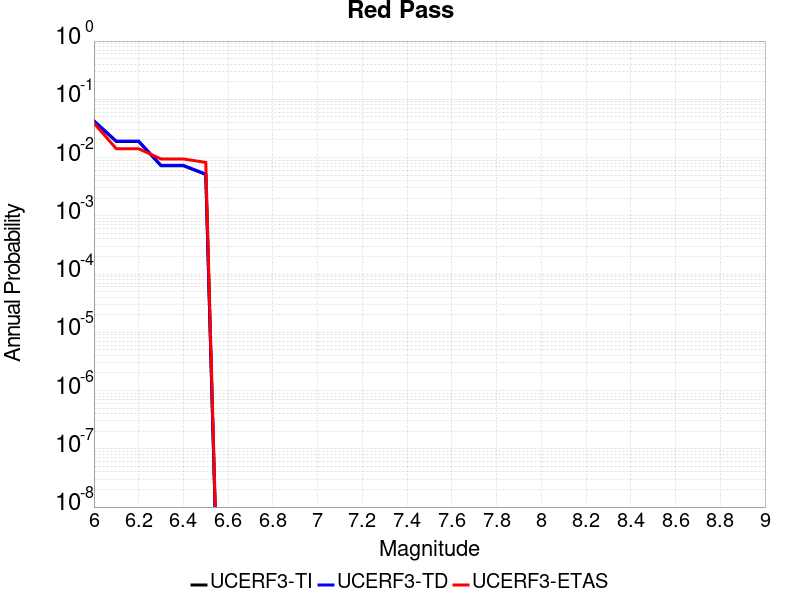 Red Pass
10^0
10^-1
10^-2
10^-3
10^-4
10^-5
10^-6
10^-7
10^-8
Annual Probability
6 6.2 6.4 6.6 6.8 7 7.2 7.4 7.6 7.8 8 8.2 8.4 8.6 8.8 9
Magnitude
UCERF3-TI UCERF3-TD UCERF3-ETAS